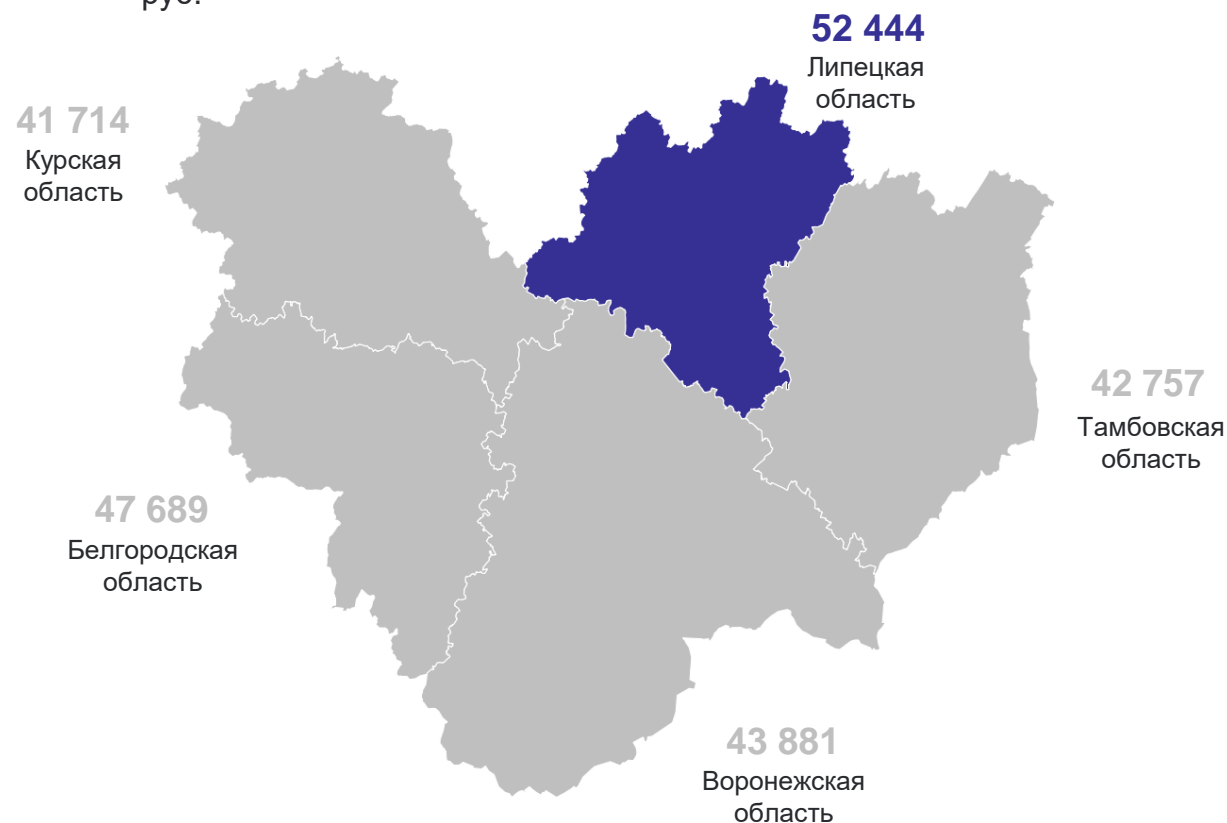 руб.
52 444
Липецкая
область
41 714
Курская
область
42 757
Тамбовская
область
47 689
Белгородская
область
43 881
Воронежская
область